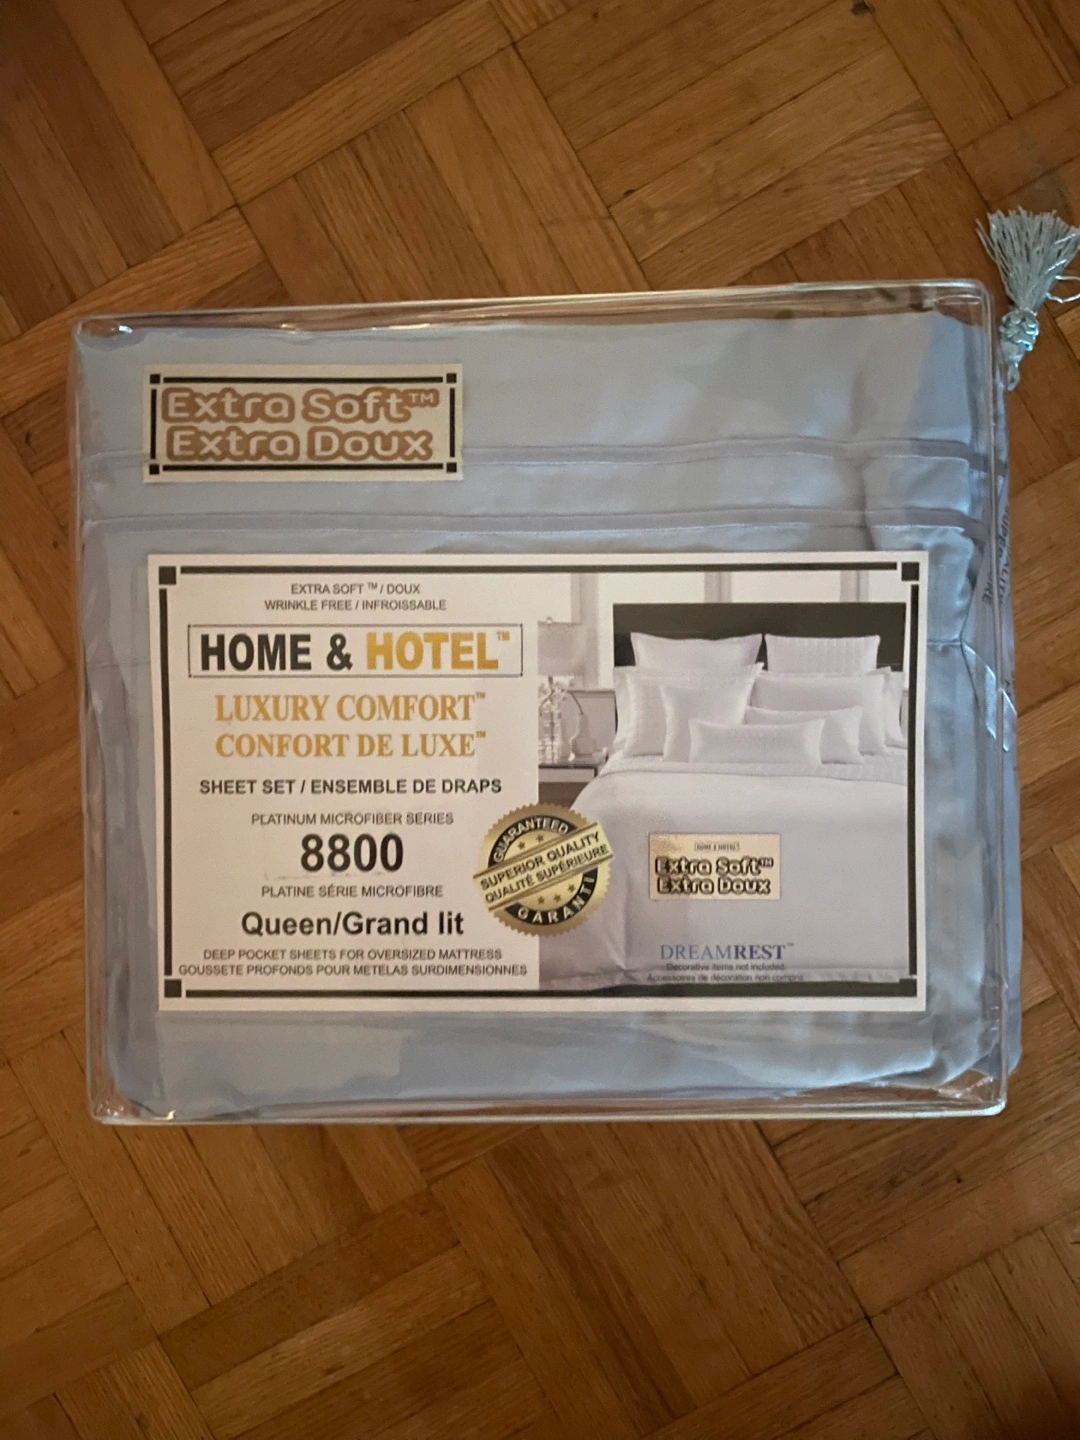 Extra Soft™
Extra Doux
EXTRA SOFT™ / DOUX
WRINKLE FREE / INFROISSABLE
HOME & HOTEL™
LUXURY COMFORT™
CONFORT DE LUXE™
SHEET SET / ENSEMBLE DE DRAPS
PLATINUM MICROFIBER SERIES
8800
PLATINE SÉRIE MICROFIBRE
Queen/Grand lit
DEEP POCKET SHEETS FOR OVERSIZED MATTRESS
GOUSSETE PROFONDS POUR METELAS SURDIMENSIONNES
GUARANTEED
SUPERIOR QUALITY
QUALITÉ SUPÉRIEURE
GARANTI
HOME & HOTEL
Extra Soft™
Extra Doux
DREAMREST™
Decorative items not included.
Accessoires de décoration non compris